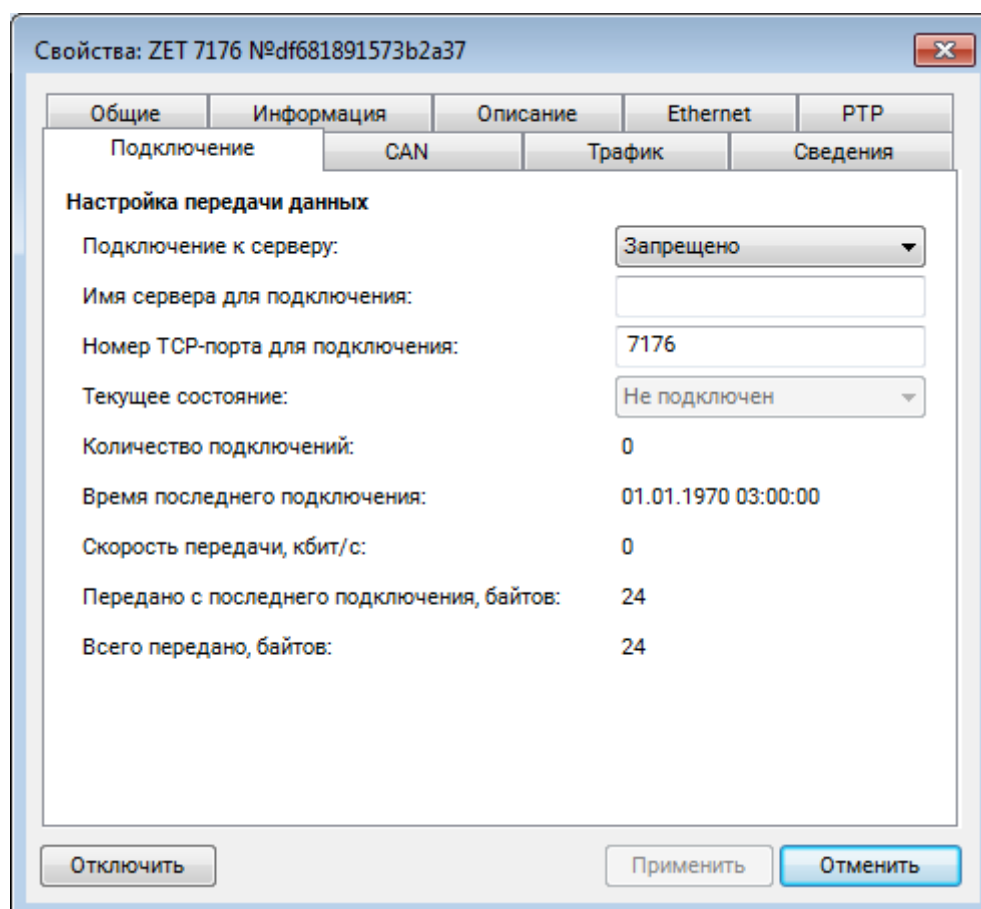 Свойства: ZET 7176 №df681891573b2a37
Общие Информация Описание Ethernet PTP
Подключение CAN Трафик Сведения
Настройка передачи данных
Подключение к серверу: Запрещено
Имя сервера для подключения:
Номер TCP-порта для подключения: 7176
Текущее состояние: Не подключен
Количество подключений: 0
Время последнего подключения: 01.01.1970 03:00:00
Скорость передачи, кбит/с: 0
Передано с последнего подключения, байтов: 24
Всего передано, байтов: 24
Отключить Применить Отменить